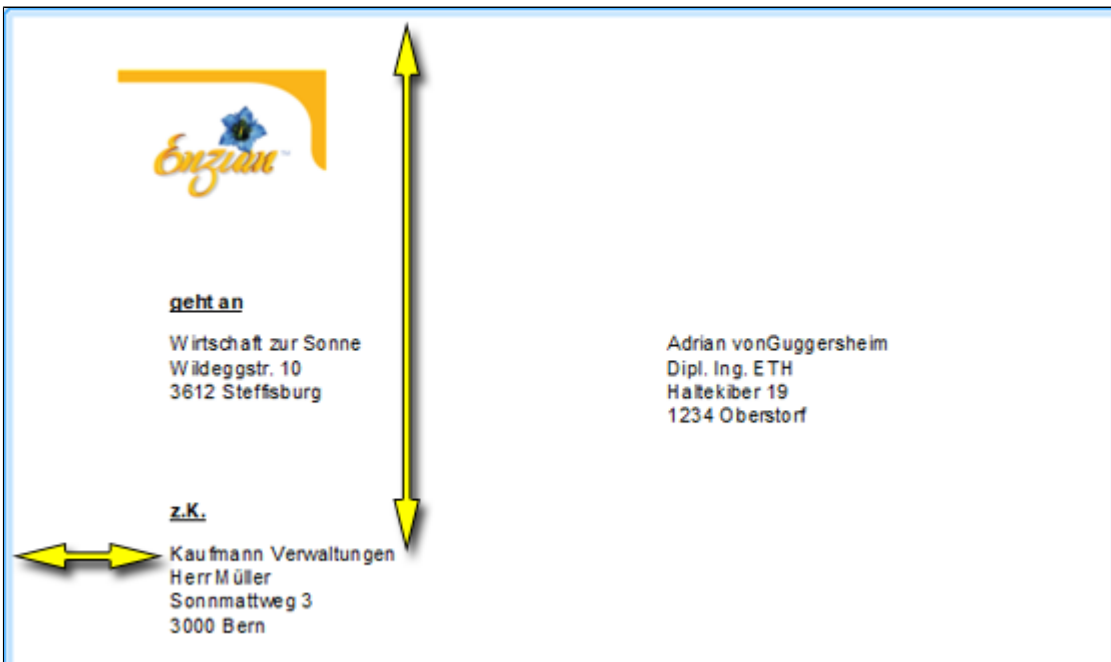 Enzian™
geht an
Wirtschaft zur Sonne
Wildeggstr. 10
3612 Steffisburg
Adrian vonGuggersheim
Dipl. Ing. ETH
Haltekiber 19
1234 Oberstorf
z.K.
Kaufmann Verwaltungen
Herr Müller
Sonnmattweg 3
3000 Bern